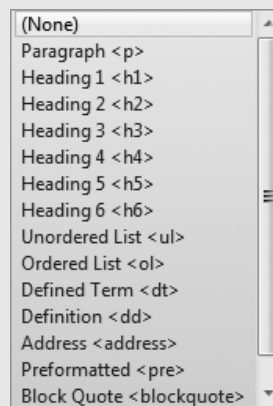 (None)
Paragraph <p>
Heading 1 <h1>
Heading 2 <h2>
Heading 3 <h3>
Heading 4 <h4>
Heading 5 <h5>
Heading 6 <h6>
Unordered List <ul>
Ordered List <ol>
Defined Term <dt>
Definition <dd>
Address <address>
Preformatted <pre>
Block Quote <blockquote>